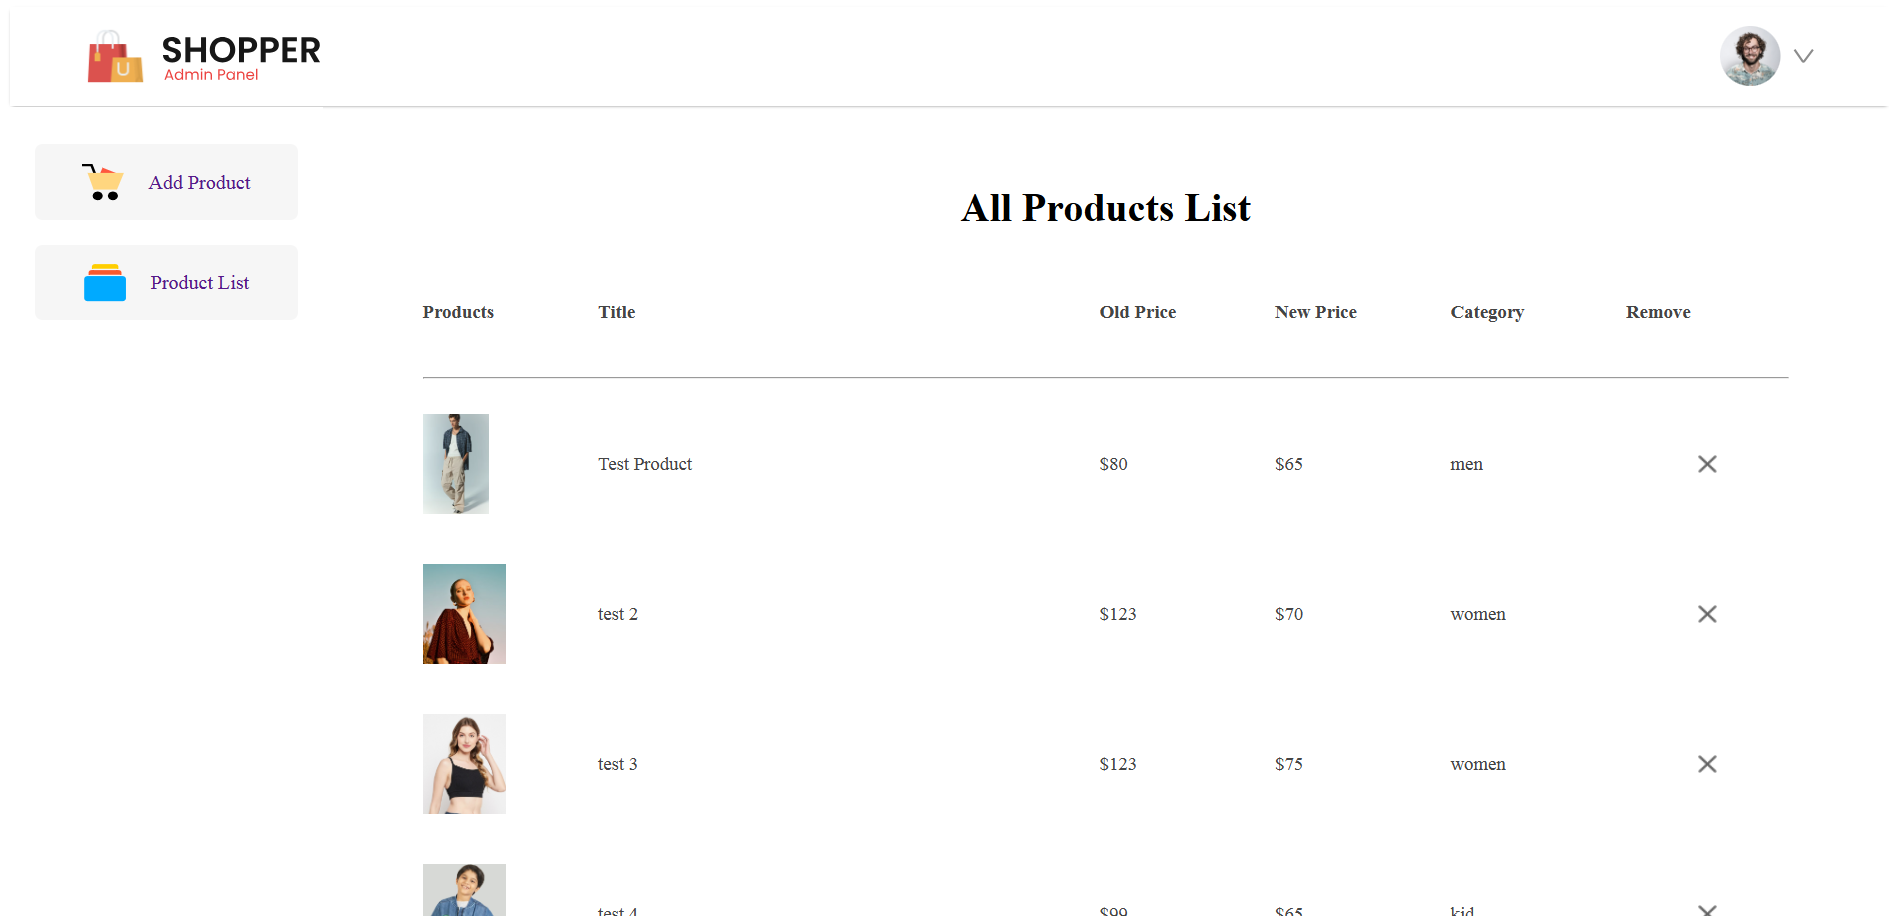 SHOPPER
Admin Panel
Add Product
Product List
All Products List
Products Title Old Price New Price Category Remove
Test Product $80 $65 men
test 2 $123 $70 women
test 3 $123 $75 women
test 4 $99 $65 kid
U